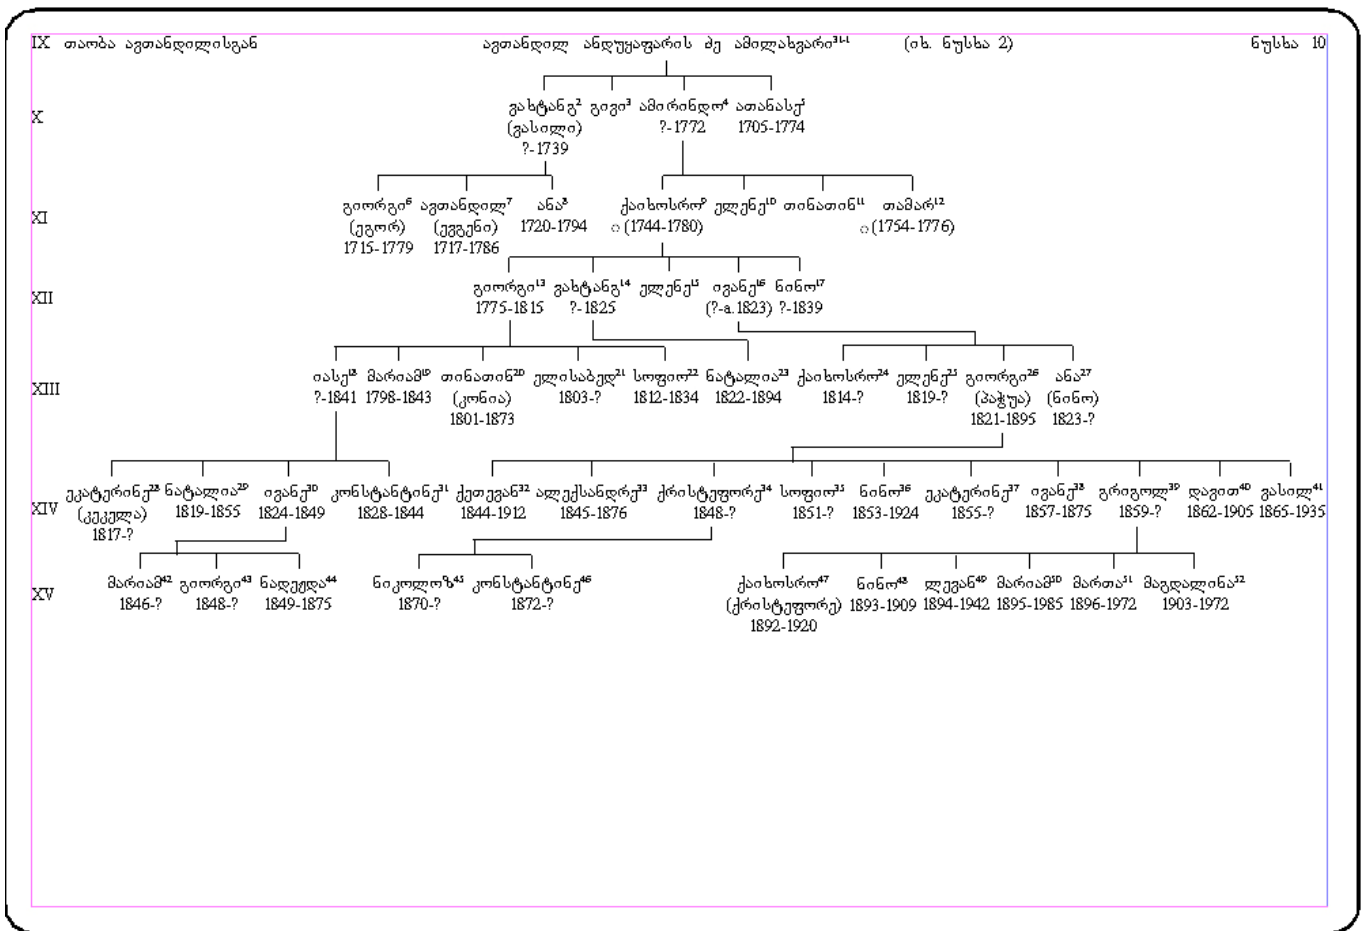 IX თაობა ავთანდილისგან ავთანდილ ანდუყაფარის ძე ამილახვარი³¹⁻¹ (იხ. ნუსხა 2) ნუსხა 10
X ვახტანგ² გივი³ ამირინდო⁴ ათანასე⁵
(ვასილი) ?-1772 1705-1774
?-1739
XI გიორგი⁶ ავთანდილ⁷ ანა⁸ ქაიხოსრო⁹ ელენე¹⁰ თინათინ¹¹ თამარ¹²
(ეგორ) (ევგენი) 1720-1794 ○(1744-1780) ○(1754-1776)
1715-1779 1717-1786
XII გიორგი¹³ ვახტანგ¹⁴ ელენე¹⁵ ივანე¹⁶ ნინო¹⁷
1775-1815 ?-1825 (?-a.1823) ?-1839
XIII იასე¹⁸ მარიამ¹⁹ თინათინ²⁰ ელისაბედ²¹ სოფიო²² ნატალია²³ ქაიხოსრო²⁴ ელენე²⁵ გიორგი²⁶ ანა²⁷
?-1841 1798-1843 (კონია) 1803-? 1812-1834 1822-1894 1814-? 1819-? (პაჭუა) (ნინო)
1801-1873 1821-1895 1823-?
XIV ეკატერინე²⁸ ნატალია²⁹ ივანე³⁰ კონსტანტინე³¹ ქეთევან³² ალექსანდრე³³ ქრისტეფორე³⁴ სოფიო³⁵ ნინო³⁶ ეკატერინე³⁷ ივანე³⁸ გრიგოლ³⁹ დავით⁴⁰ ვასილ⁴¹
(კეკელა) 1819-1855 1824-1849 1828-1844 1844-1912 1845-1876 1848-? 1851-? 1853-1924 1855-? 1857-1875 1859-? 1862-1905 1865-1935
1817-?
XV მარიამ⁴² გიორგი⁴³ ნადეჟდა⁴⁴ ნიკოლოზ⁴⁵ კონსტანტინე⁴⁶ ქაიხოსრო⁴⁷ ნინო⁴⁸ ლევან⁴⁹ მარიამ⁵⁰ მართა⁵¹ მაგდალინა⁵²
1846-? 1848-? 1849-1875 1870-? 1872-? (ქრისტეფორე) 1893-1909 1894-1942 1895-1985 1896-1972 1903-1972
1892-1920